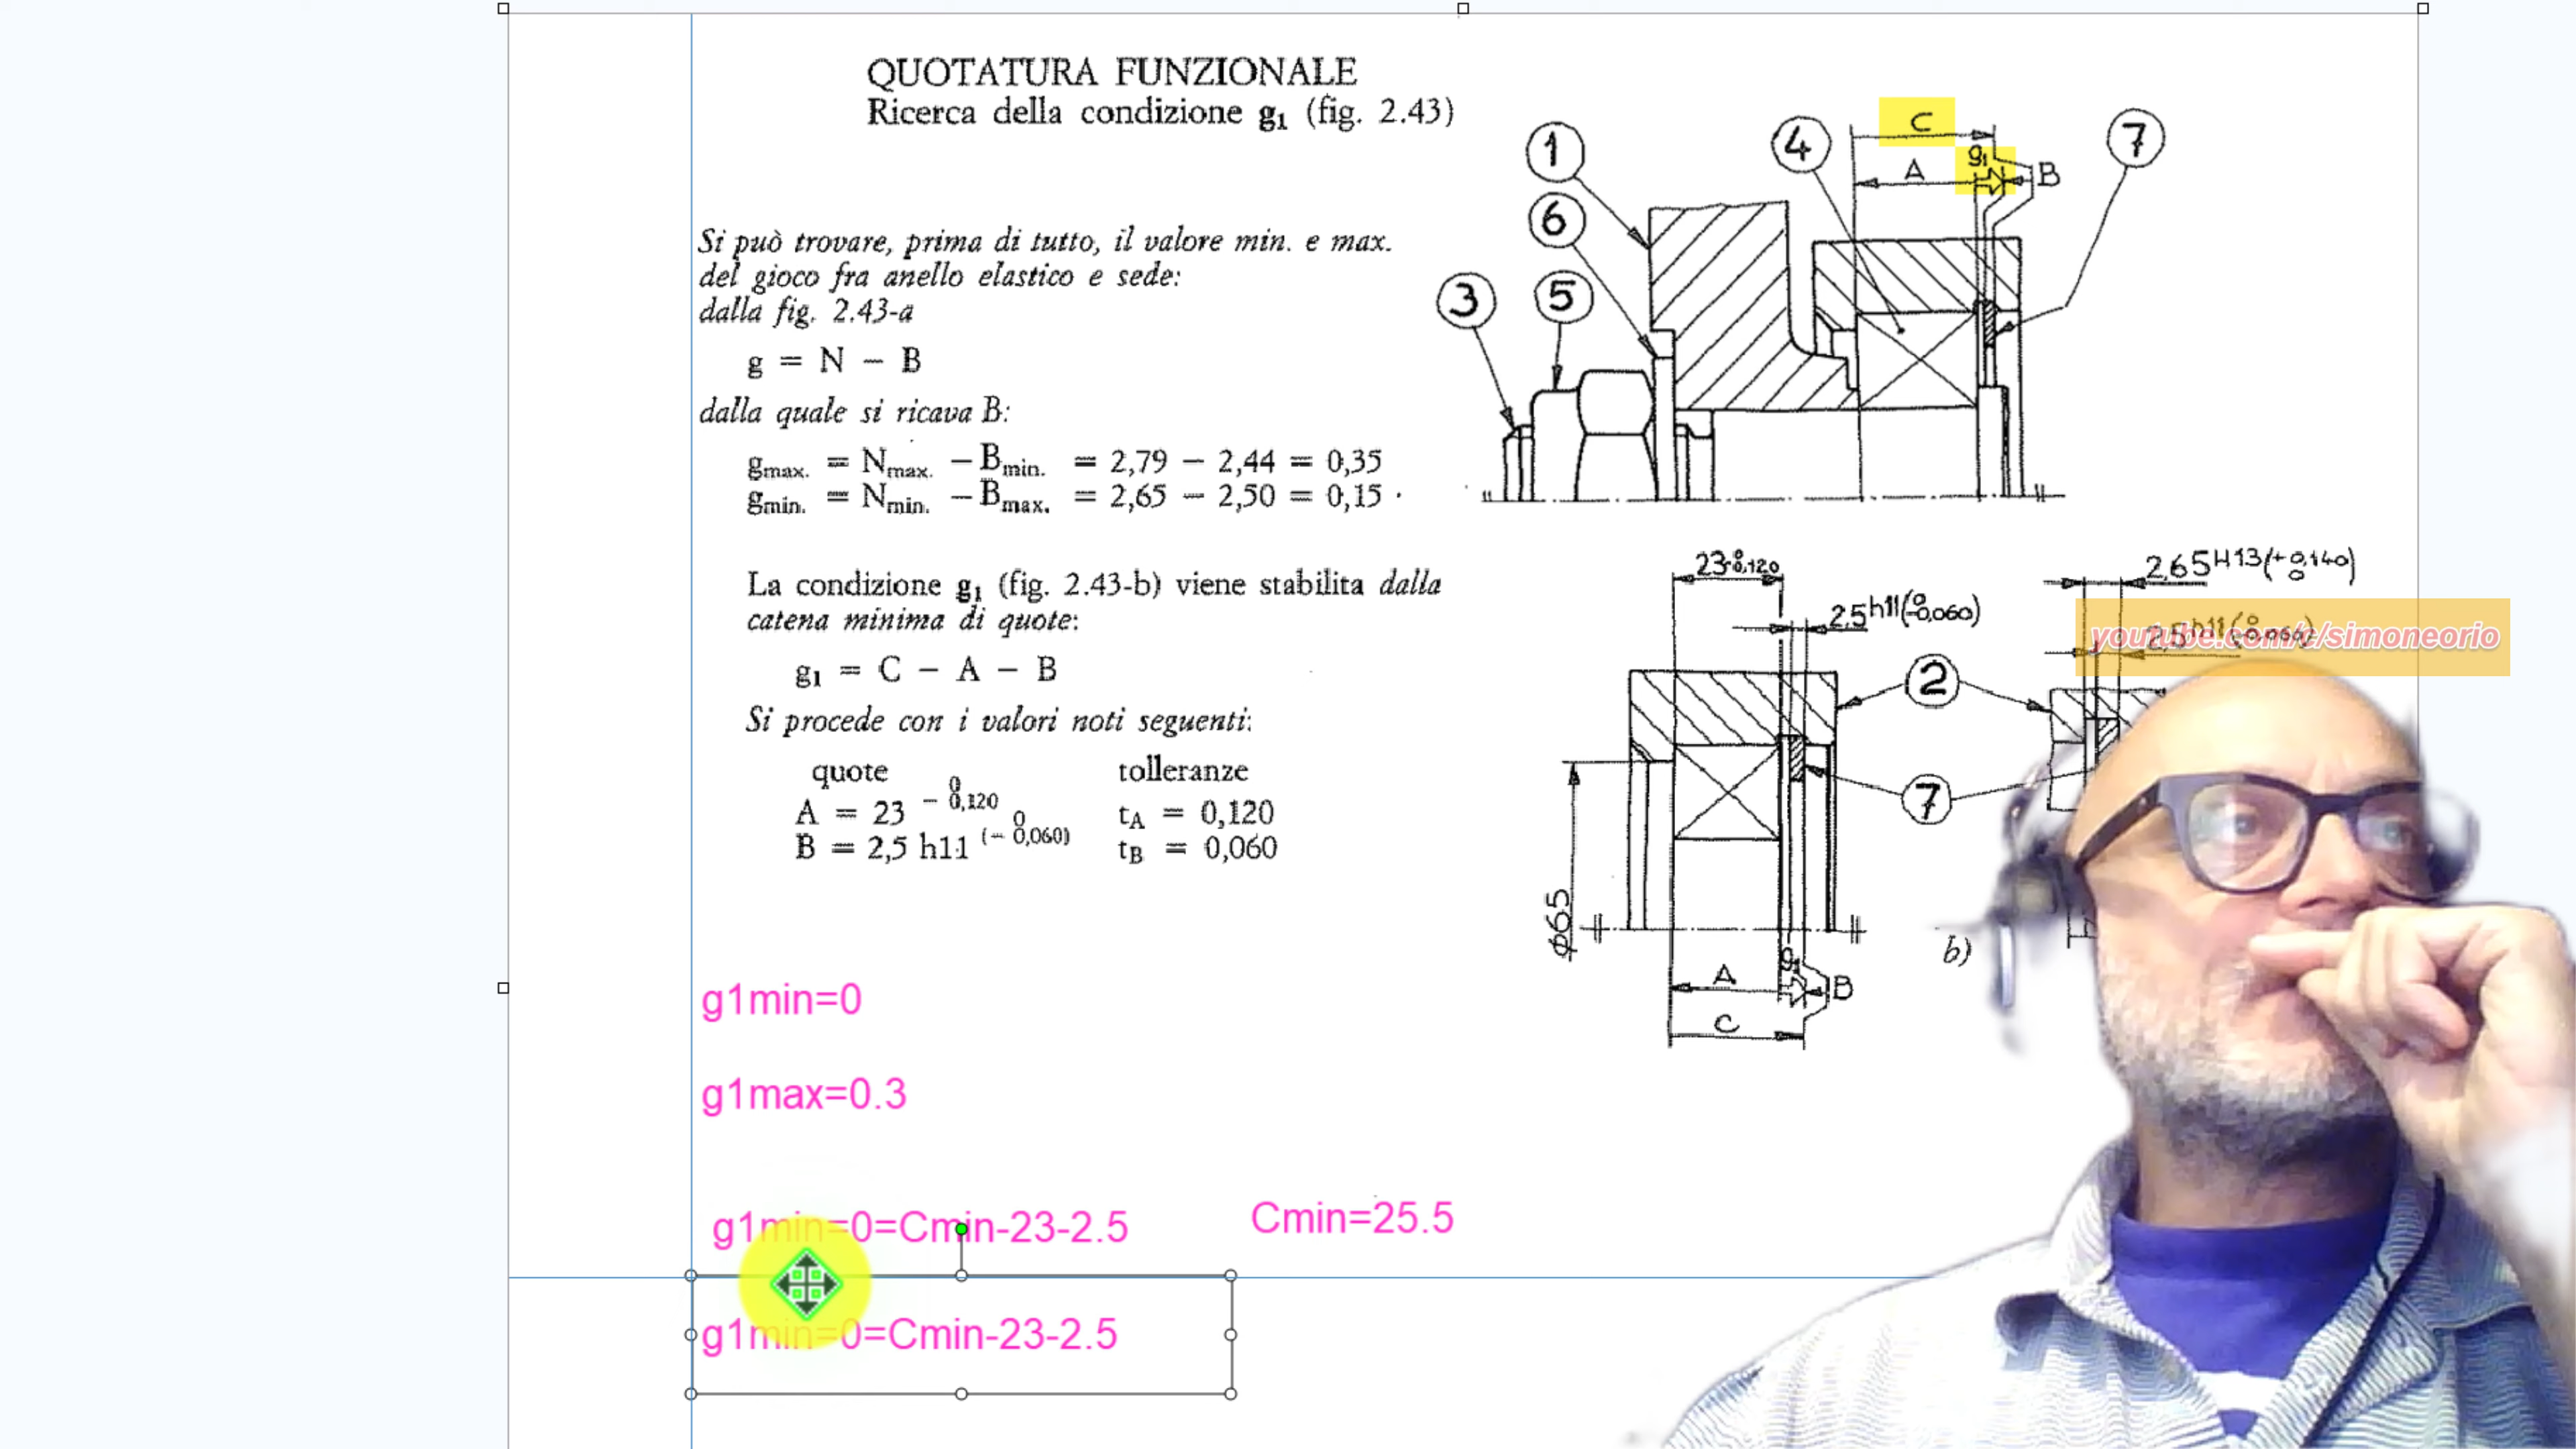 QUOTATURA FUNZIONALE
Ricerca della condizione g₁ (fig. 2.43)
Si può trovare, prima di tutto, il valore min. e max.
del gioco fra anello elastico e sede:
dalla fig. 2.43-a
g = N − B
dalla quale si ricava B:
gmax. = Nmax. − Bmin. = 2,79 − 2,44 = 0,35
gmin. = Nmin. − Bmax. = 2,65 − 2,50 = 0,15
La condizione g₁ (fig. 2.43-b) viene stabilita dalla
catena minima di quote:
g₁ = C − A − B
Si procede con i valori noti seguenti:
quote tolleranze
A = 23 0 − 0,120 tA = 0,120
B = 2,5 h11 (0 − 0,060) tB = 0,060
g1min=0
g1max=0.3
g1min=0=Cmin-23-2.5 Cmin=25.5
g1min=0=Cmin-23-2.5
C
g₁
A B
1
4
7
6
3
5
23 0 -0,120
2,5 h11 (0 -0,060)
2,65 H13 (+0,140 0)
2,5 h11 (0 -0,060)
youtube.com/c/simoneorio
2
7
φ65
b)
g₁
A B
C